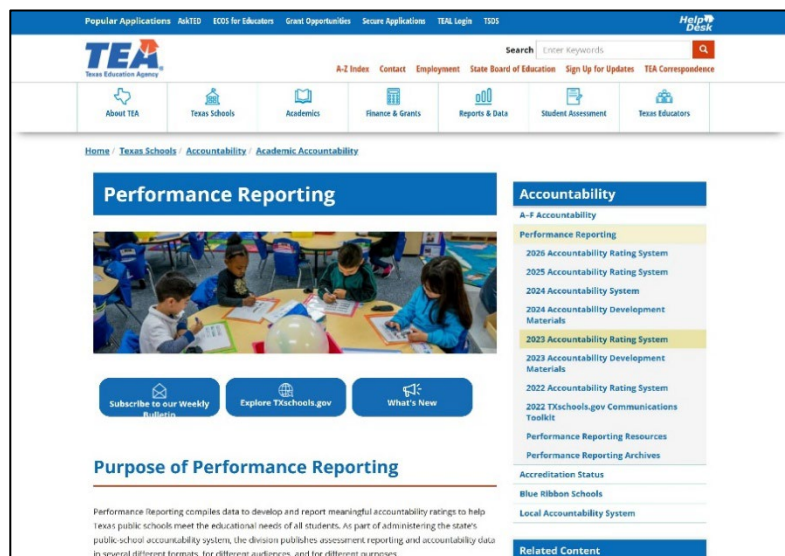 Popular Applications AskTED ECOS for Educators Grant Opportunities Secure Applications TEAL Login TSDS
Help Desk
TEA
Texas Education Agency
Search Enter Keywords
A-Z Index Contact Employment State Board of Education Sign Up for Updates TEA Correspondence
About TEA Texas Schools Academics Finance & Grants Reports & Data Student Assessment Texas Educators
Home / Texas Schools / Accountability / Academic Accountability
Performance Reporting
Subscribe to our Weekly
Bulletin
Explore TXschools.gov
What's New
Purpose of Performance Reporting
Performance Reporting compiles data to develop and report meaningful accountability ratings to help
Texas public schools meet the educational needs of all students. As part of administering the state's
public-school accountability system, the division publishes assessment reporting and accountability data
in several different formats, for different audiences, and for different purposes.
Accountability
A–F Accountability
Performance Reporting
2026 Accountability Rating System
2025 Accountability Rating System
2024 Accountability System
2024 Accountability Development
Materials
2023 Accountability Rating System
2023 Accountability Development
Materials
2022 Accountability Rating System
2022 TXschools.gov Communications
Toolkit
Performance Reporting Resources
Performance Reporting Archives
Accreditation Status
Blue Ribbon Schools
Local Accountability System
Related Content